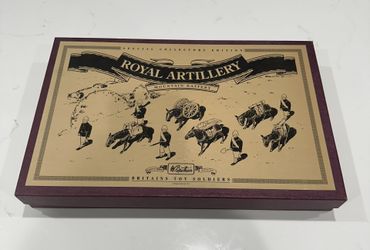 SPECIAL COLLECTORS EDITION
ROYAL ARTILLERY
MOUNTAIN BATTERY
Britains
BRITAINS TOY SOLDIERS